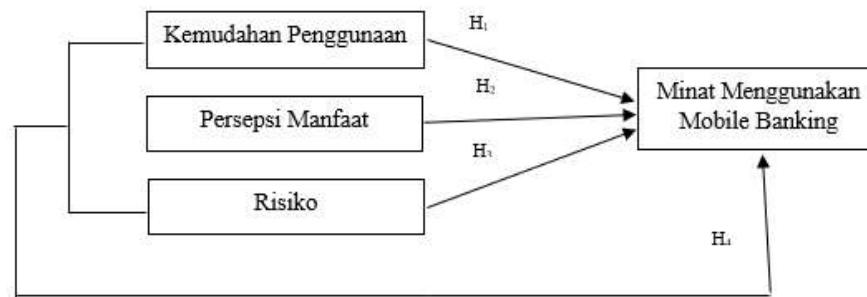 Kemudahan Penggunaan
H₁
H₂
Persepsi Manfaat
Minat Menggunakan
Mobile Banking
H₃
Risiko
H₄